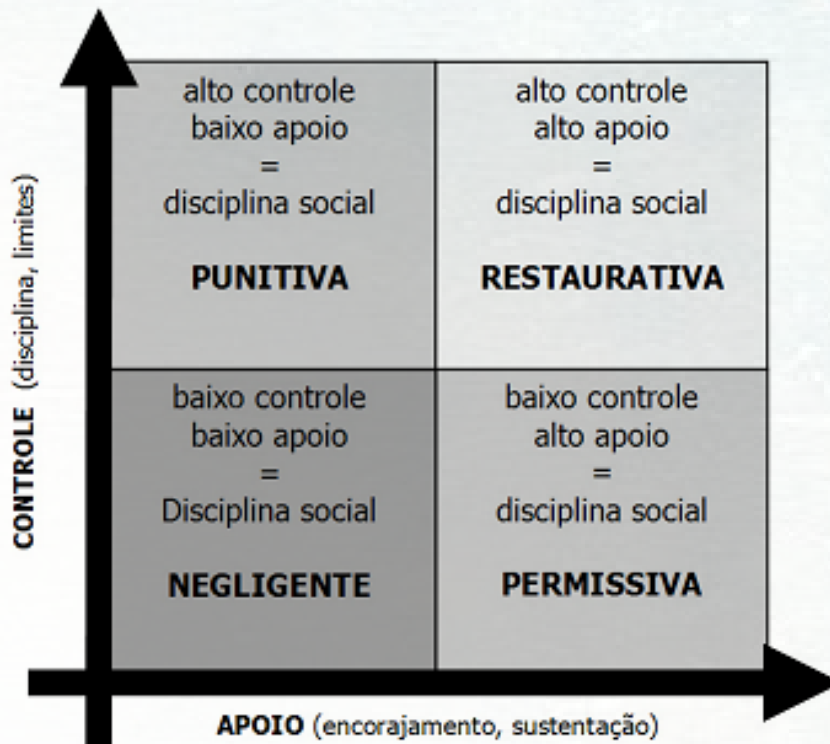 CONTROLE (disciplina, limites)
alto controle
baixo apoio
=
disciplina social
PUNITIVA
alto controle
alto apoio
=
disciplina social
RESTAURATIVA
baixo controle
baixo apoio
=
Disciplina social
NEGLIGENTE
baixo controle
alto apoio
=
disciplina social
PERMISSIVA
APOIO (encorajamento, sustentação)